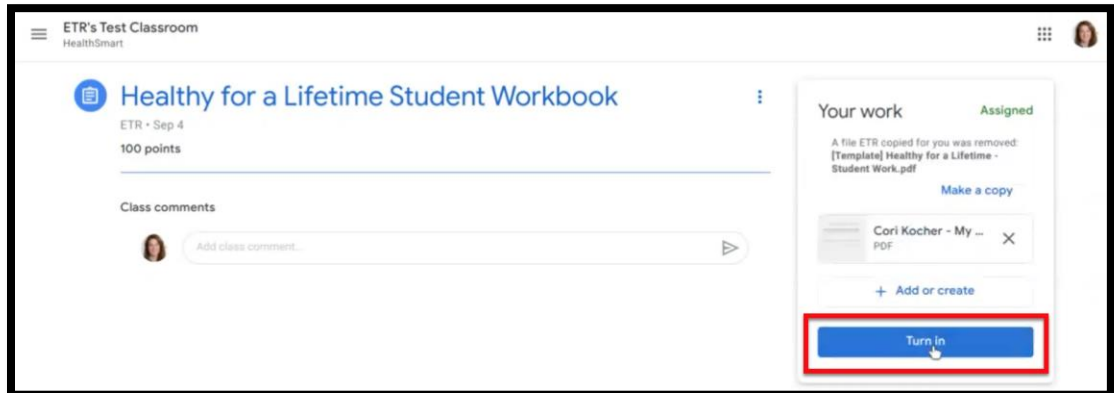 ETR's Test Classroom
HealthSmart
Healthy for a Lifetime Student Workbook
ETR • Sep 4
100 points
Class comments
Add class comment...
Your work
Assigned
A file ETR copied for you was removed:
[Template] Healthy for a Lifetime -
Student Work.pdf
Make a copy
Cori Kocher - My ...
PDF
+ Add or create
Turn in